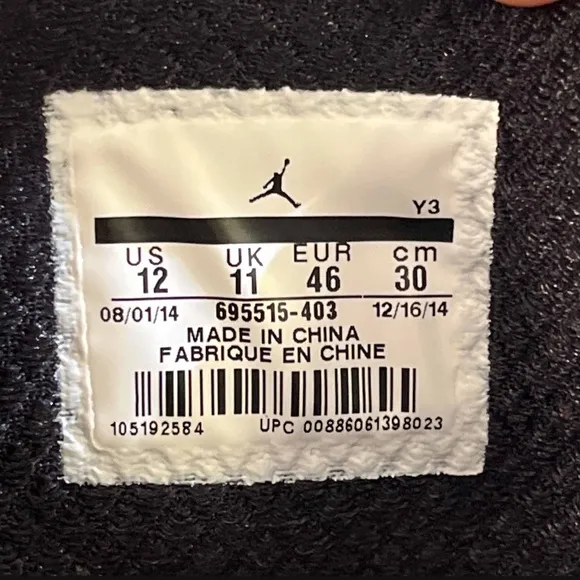 Y3
US UK EUR cm
12 11 46 30
08/01/14 695515-403 12/16/14
MADE IN CHINA
FABRIQUE EN CHINE
105192584 UPC 00886061398023